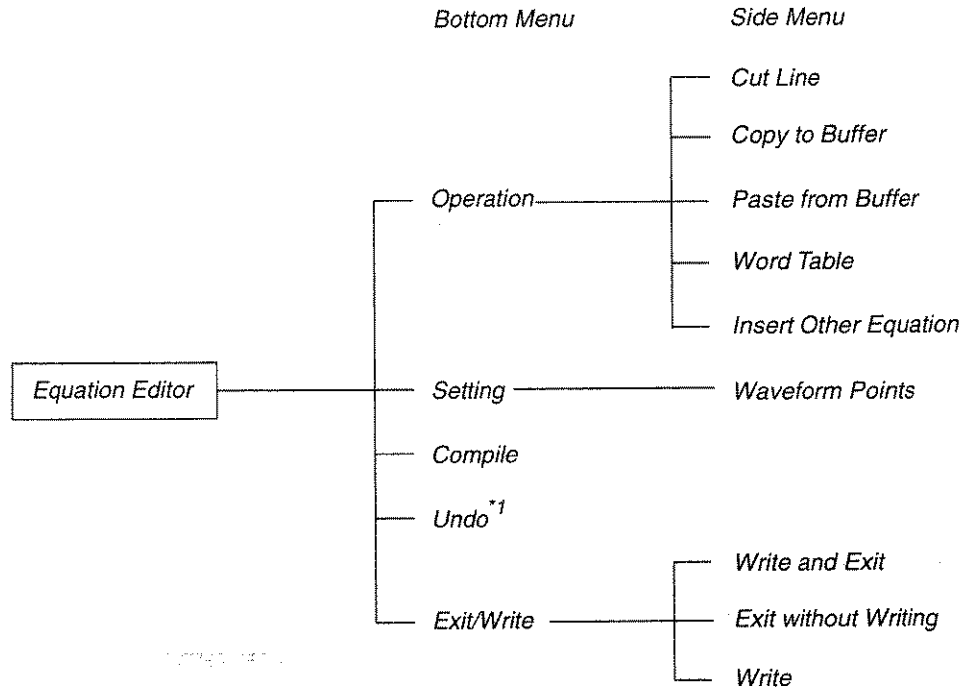 Bottom Menu Side Menu
Cut Line
Copy to Buffer
Operation Paste from Buffer
Word Table
Insert Other Equation
Equation Editor Setting Waveform Points
Compile
Undo*1
Write and Exit
Exit/Write Exit without Writing
Write